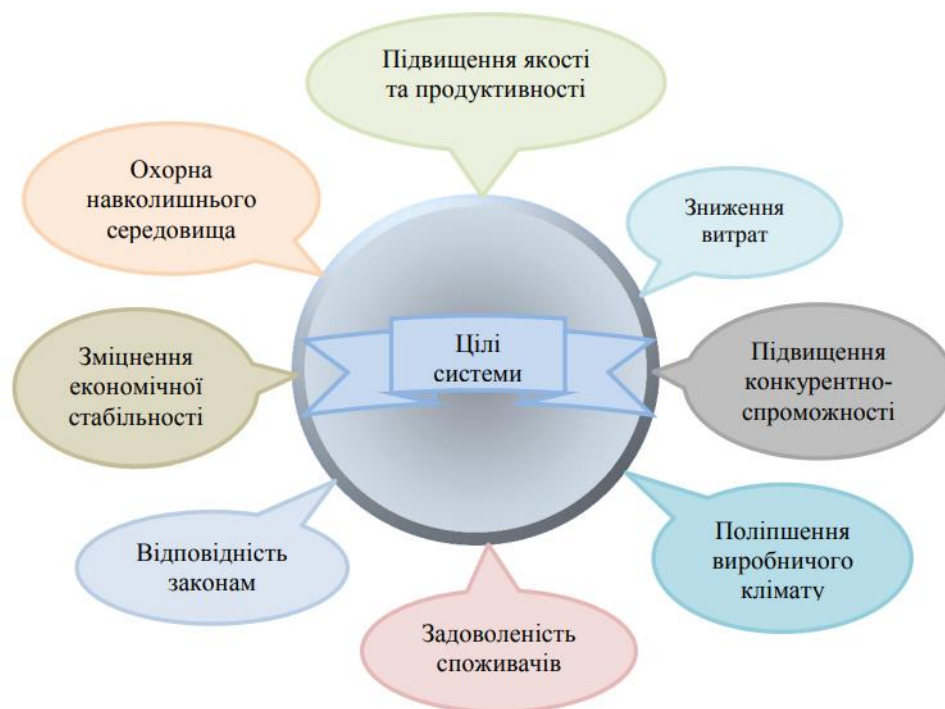 Підвищення якості
та продуктивності
Охорна
навколишнього
середовища
Зниження
витрат
Цілі
системи
Зміцнення
економічної
стабільності
Підвищення
конкурентно-
спроможності
Відповідність
законам
Поліпшення
виробничого
клімату
Задоволеність
споживачів